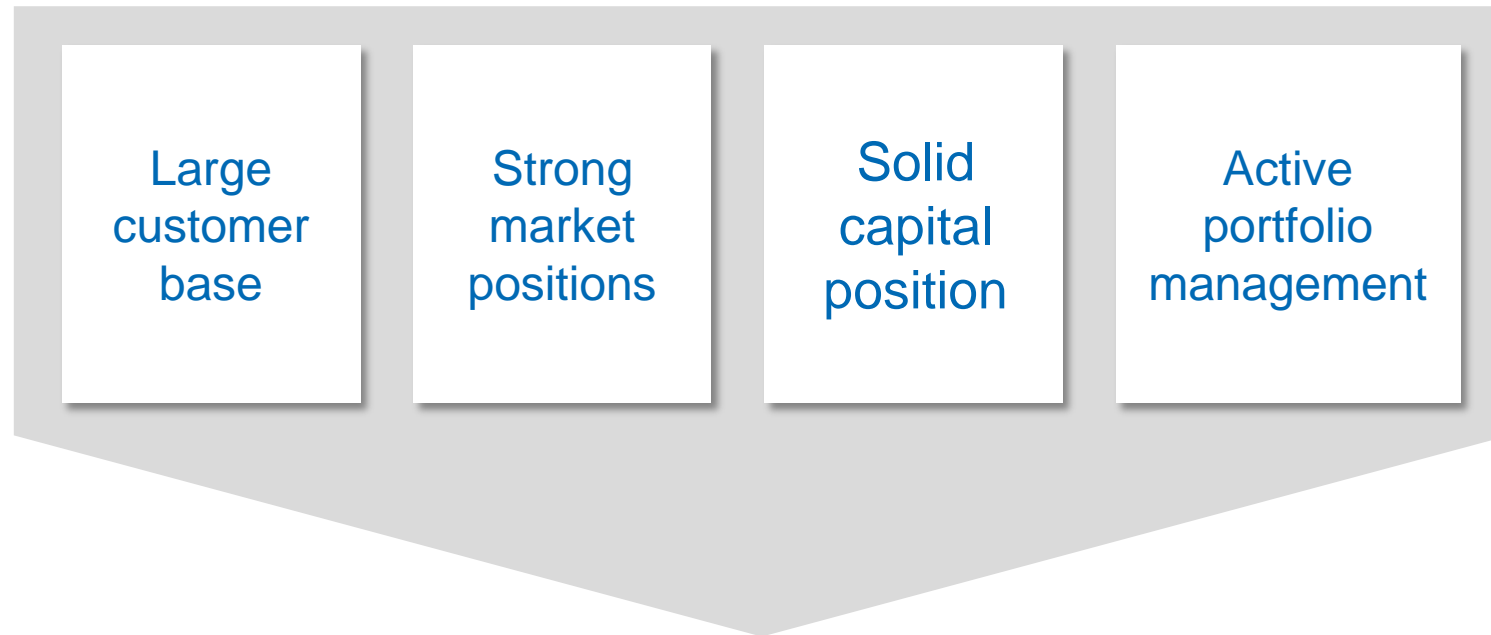 Large
customer
base
Strong
market
positions
Solid
capital
position
Active
portfolio
management